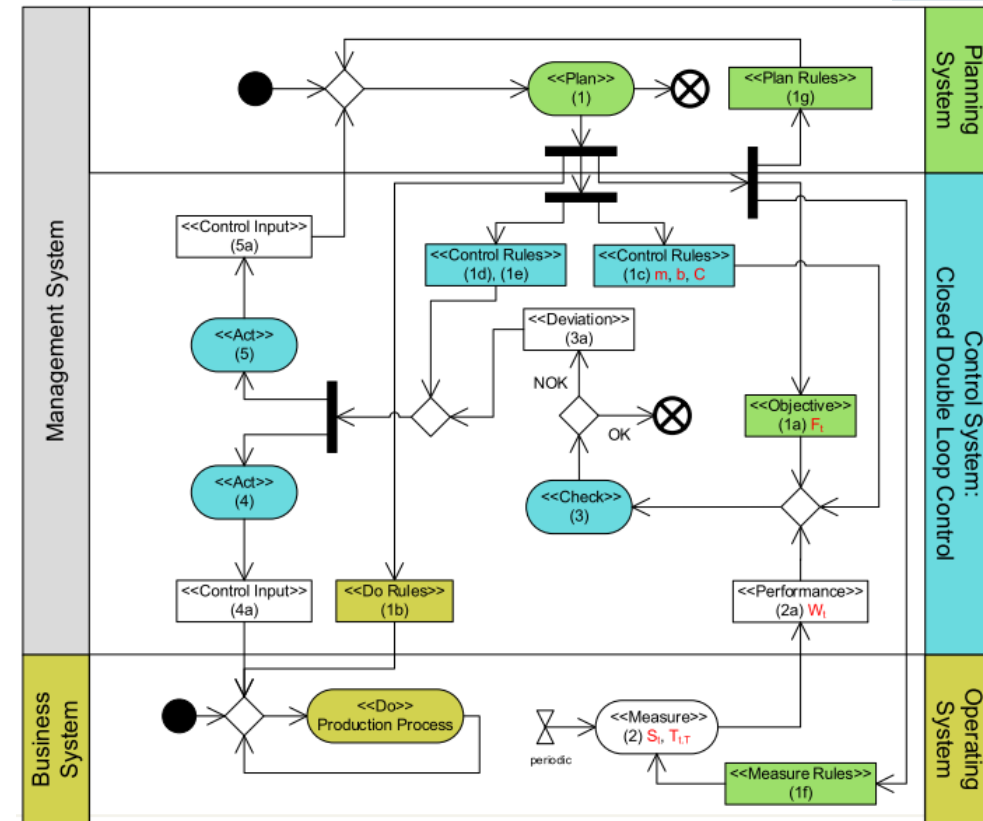 Management System
Business
System
Planning
System
Control System:
Closed Double Loop Control
Operating
System
<<Plan>>
(1)
<<Plan Rules>>
(1g)
<<Control Input>>
(5a)
<<Control Rules>>
(1d), (1e)
<<Control Rules>>
(1c) m, b, C
<<Act>>
(5)
<<Deviation>>
(3a)
NOK
OK
<<Objective>>
(1a) Fₜ
<<Act>>
(4)
<<Check>>
(3)
<<Control Input>>
(4a)
<<Do Rules>>
(1b)
<<Performance>>
(2a) Wₜ
<<Do>>
Production Process
periodic
<<Measure>>
(2) Sₜ, Tₜ,T
<<Measure Rules>>
(1f)